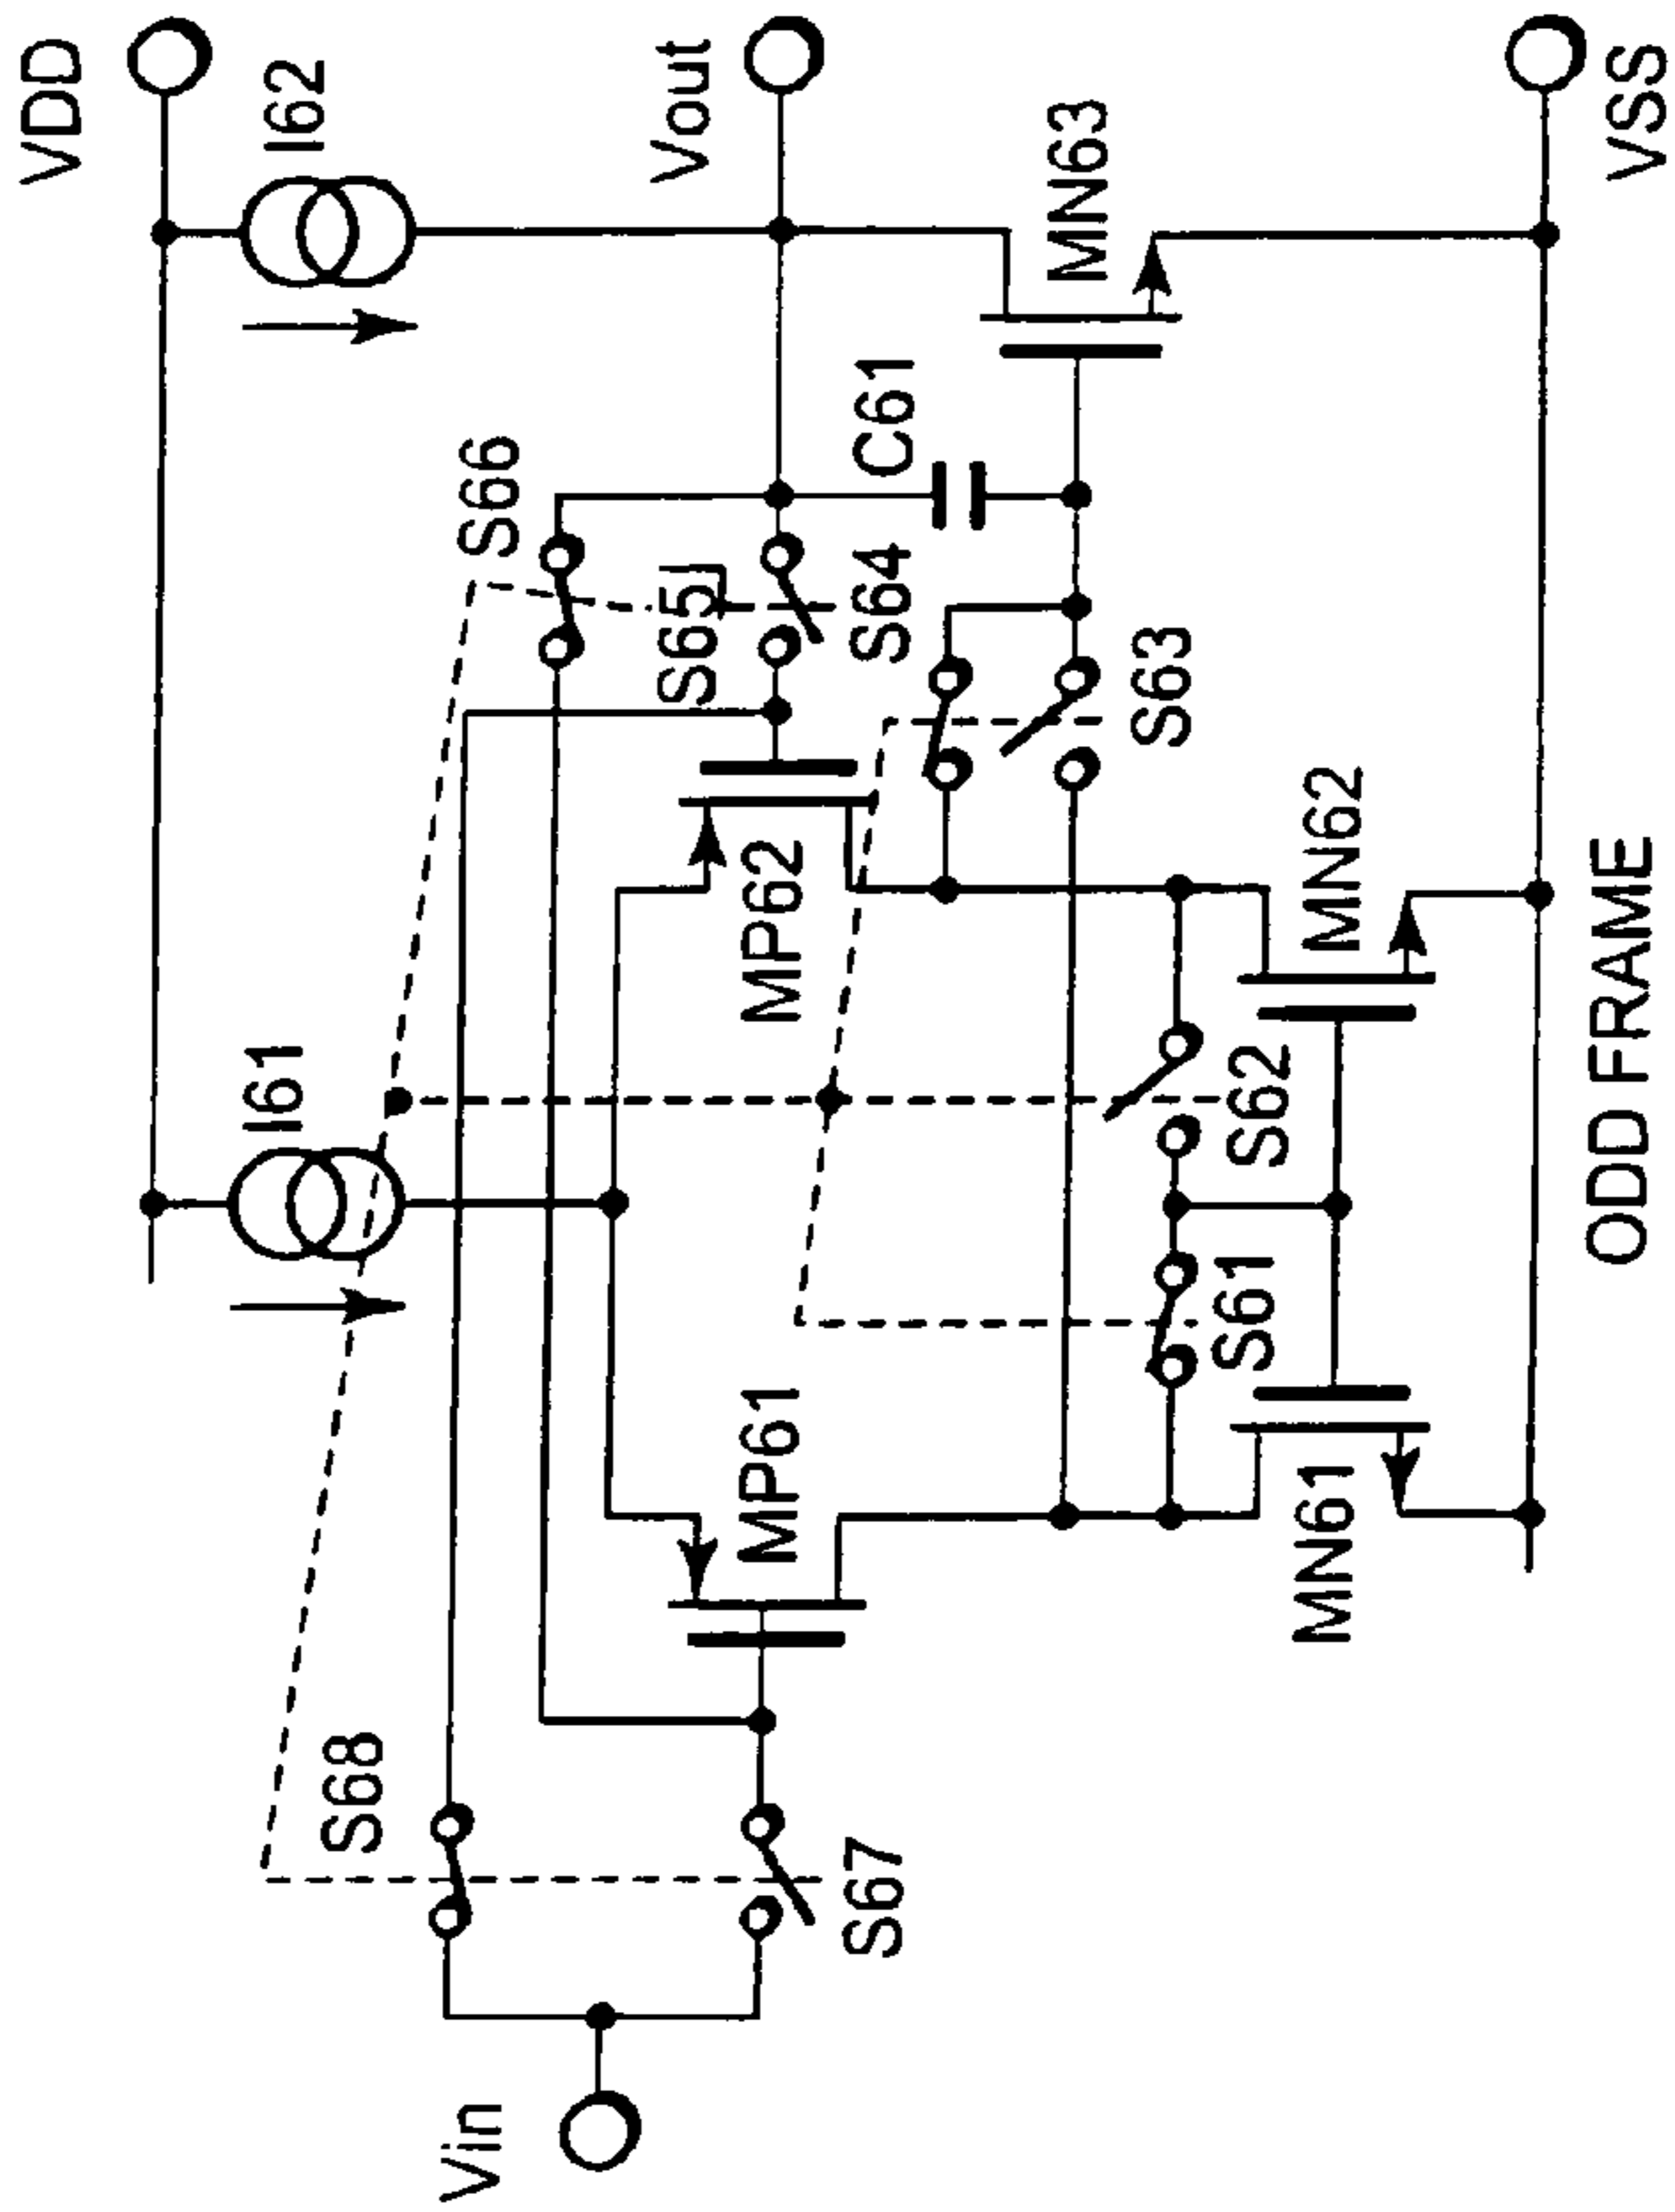 VDD
I61
I62
S68
S66
Vin
Vout
S65
MP61
MP62
S64
C61
S67
S63
MN63
S61
S62
MN61
MN62
VSS
ODD FRAME